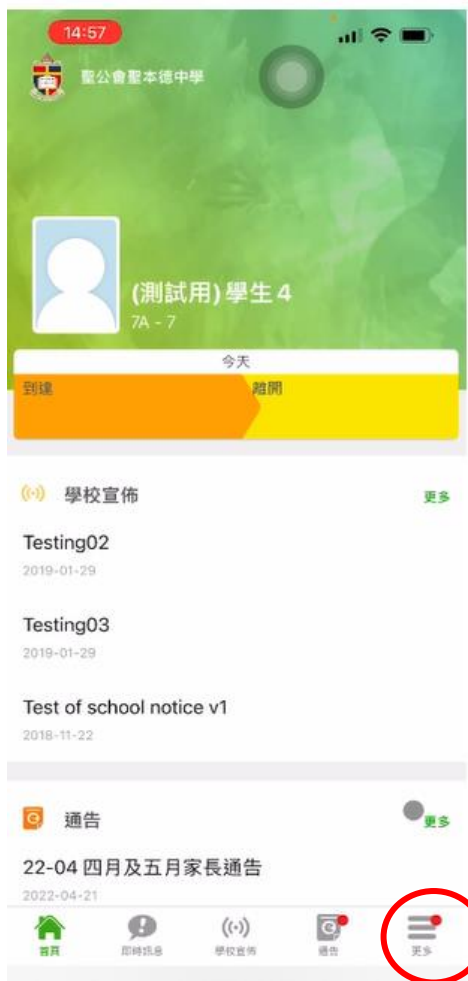 14:57
聖公會聖本德中學
(測試用) 學生 4
7A - 7
今天
到達
離開
學校宣佈
更多
Testing02
2019-01-29
Testing03
2019-01-29
Test of school notice v1
2018-11-22
通告
更多
22-04 四月及五月家長通告
2022-04-21
首頁
即時訊息
學校宣佈
通告
更多